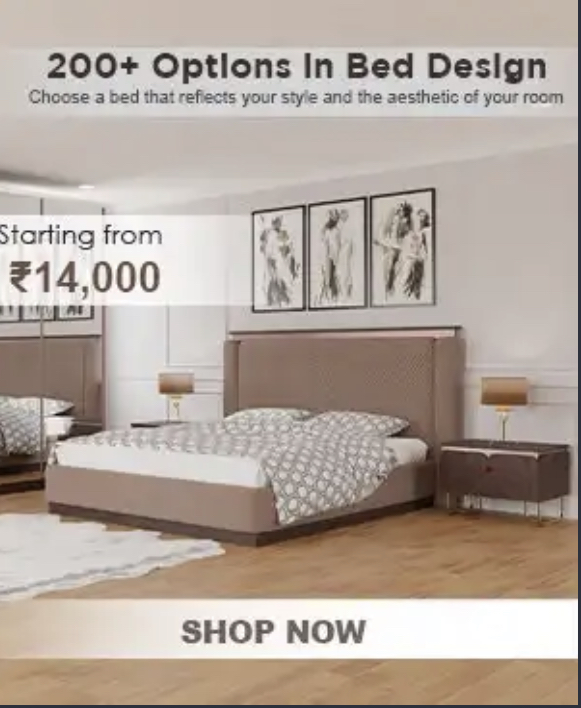 200+ Options In Bed Design
Choose a bed that reflects your style and the aesthetic of your room
Starting from
₹14,000
SHOP NOW